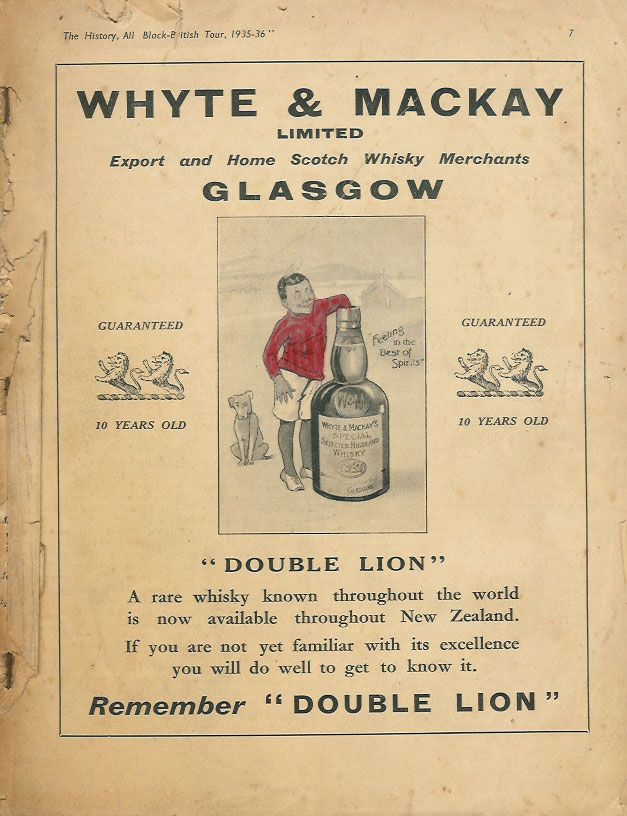 The History, All Black-British Tour, 1935-36"
7
WHYTE & MACKAY
LIMITED
Export and Home Scotch Whisky Merchants
GLASGOW
GUARANTEED
10 YEARS OLD
"Feeling
in the
Best of
Spirits"
W&M
WHYTE & MACKAY'S
SPECIAL
SELECTED HIGHLAND
WHISKY
GLASGOW
GUARANTEED
10 YEARS OLD
"DOUBLE LION"
A rare whisky known throughout the world
is now available throughout New Zealand.
If you are not yet familiar with its excellence
you will do well to get to know it.
Remember "DOUBLE LION"